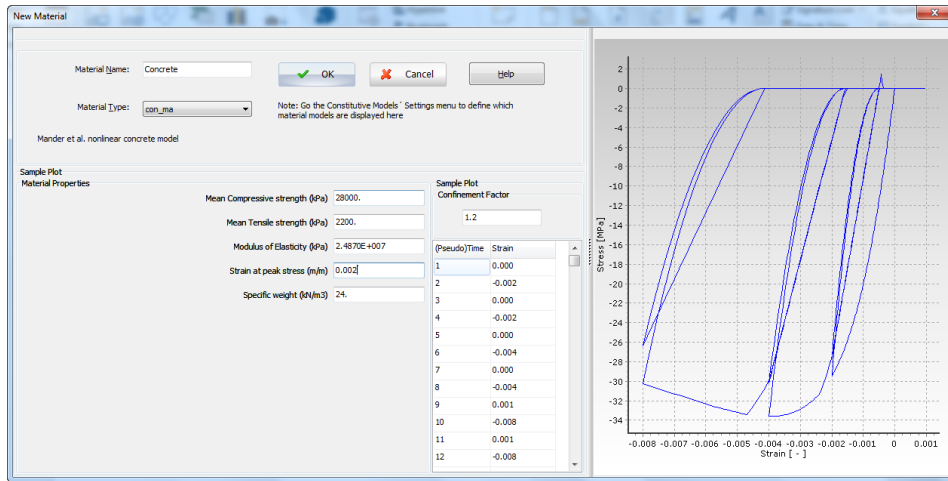 New Material
Material Name: Concrete
OK
Cancel
Help
Material Type: con_ma
Note: Go the Constitutive Models´ Settings menu to define which
material models are displayed here
Mander et al. nonlinear concrete model
Sample Plot
Material Properties
Mean Compressive strength (kPa) 28000.
Mean Tensile strength (kPa) 2200.
Modulus of Elasticity (kPa) 2.4870E+007
Strain at peak stress (m/m) 0.002
Specific weight (kN/m3) 24.
Sample Plot
Confinement Factor
1.2
(Pseudo)Time Strain
1 0.000
2 -0.002
3 0.000
4 -0.002
5 0.000
6 -0.004
7 0.000
8 -0.004
9 0.001
10 -0.008
11 0.001
12 -0.008
Stress [MPa]
2
0
-2
-4
-6
-8
-10
-12
-14
-16
-18
-20
-22
-24
-26
-28
-30
-32
-34
-0.008 -0.007 -0.006 -0.005 -0.004 -0.003 -0.002 -0.001 0 0.001
Strain [ - ]